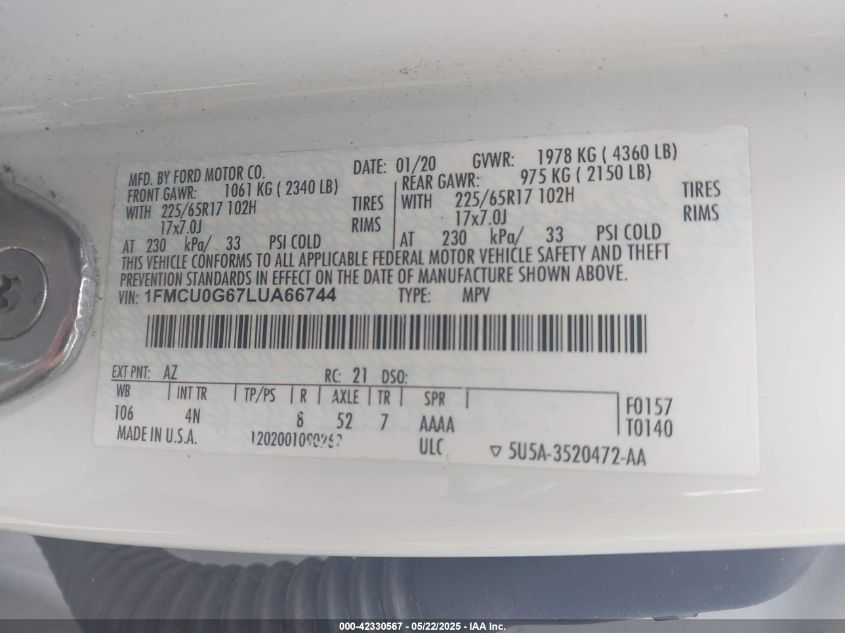 MFD. BY FORD MOTOR CO. DATE: 01/20 GVWR: 1978 KG ( 4360 LB)
FRONT GAWR: 1061 KG ( 2340 LB) REAR GAWR: 975 KG ( 2150 LB)
WITH 225/65R17 102H TIRES WITH 225/65R17 102H TIRES
17x7.0J RIMS 17x7.0J RIMS
AT 230 kPa/ 33 PSI COLD AT 230 kPa/ 33 PSI COLD
THIS VEHICLE CONFORMS TO ALL APPLICABLE FEDERAL MOTOR VEHICLE SAFETY AND THEFT
PREVENTION STANDARDS IN EFFECT ON THE DATE OF MANUFACTURE SHOWN ABOVE.
VIN: 1FMCU0G67LUA66744 TYPE: MPV
EXT PNT: AZ RC: 21 DSO:
WB INT TR TP/PS R AXLE TR SPR
106 4N 8 52 7 AAAA
F0157
T0140
MADE IN U.S.A. ULC
5U5A-3520472-AA
000-42330567 - 05/22/2025 - IAA Inc.